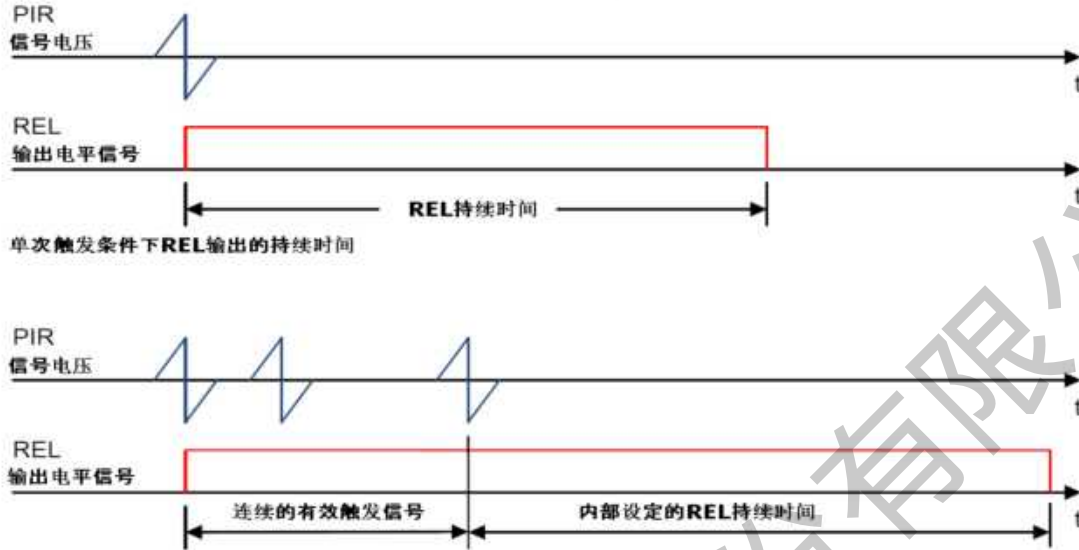 PIR
信号电压
t
REL
输出电平信号
t
REL持续时间
单次触发条件下REL输出的持续时间
PIR
信号电压
t
REL
输出电平信号
t
连续的有效触发信号
内部设定的REL持续时间
有限公